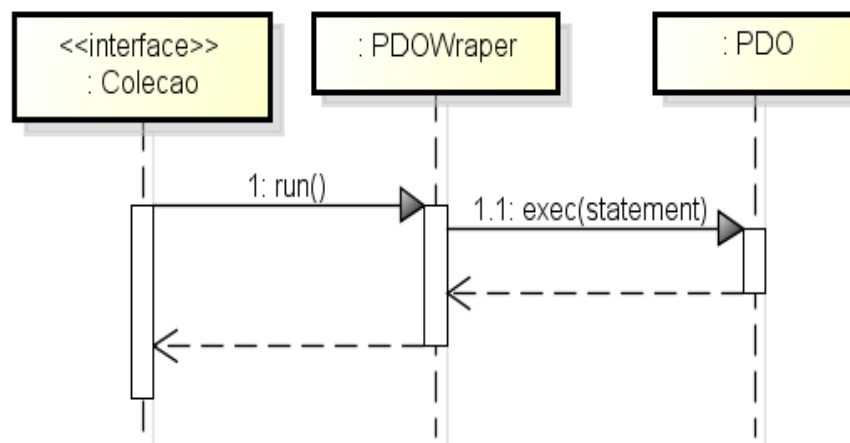 <<interface>>
: Colecao
: PDOWraper
: PDO
1: run()
1.1: exec(statement)